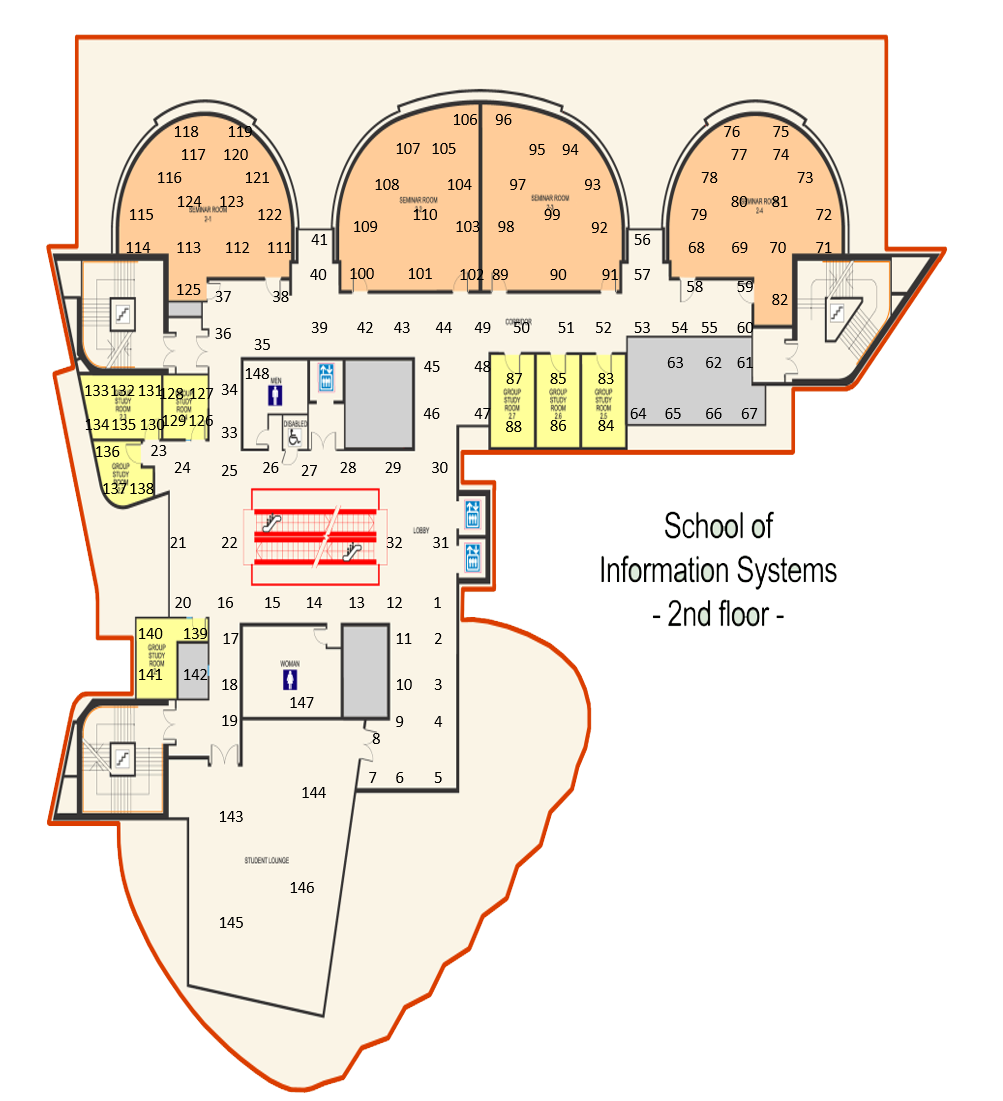 106 96
118 119 76 75
107 105 95 94
117 120 77 74
116 121 108 104 97 93 78 73
124 123 SEMINAR ROOM SEMINAR ROOM 80 81
SEMINAR ROOM
2-1
2-3
2-4
115 122 110 99 79 72
109 103 98 92
114 113 112 111 41 56 68 69 70 71
40 100 101 102 89 90 91 57
125 37 38 58 59 82
36 39 42 43 44 49 50 51 52 53 54 55 60
CORRIDOR
35 45 48 63 62 61
148 MEN
133 132 131 128 127 34 87 85 83
GROUP STUDY ROOM 2.7
GROUP STUDY ROOM 2.6
GROUP STUDY ROOM 2.5
STUDY
ROOM
46 47 64 65 66 67
134 135 130 129 126 33 DISABLED 88 86 84
136 23
24 25 26 27 28 29 30
GROUP
STUDY
137 138
LOBBY
21 22 32 31
School of
Information Systems
- 2nd floor -
20 16 15 14 13 12 1
140 139 17 11 2
GROUP
STUDY
ROOM
WOMAN
141 142 18 10 3
147
19 9 4
8
7 6 5
144
143
STUDENT LOUNGE
146
145